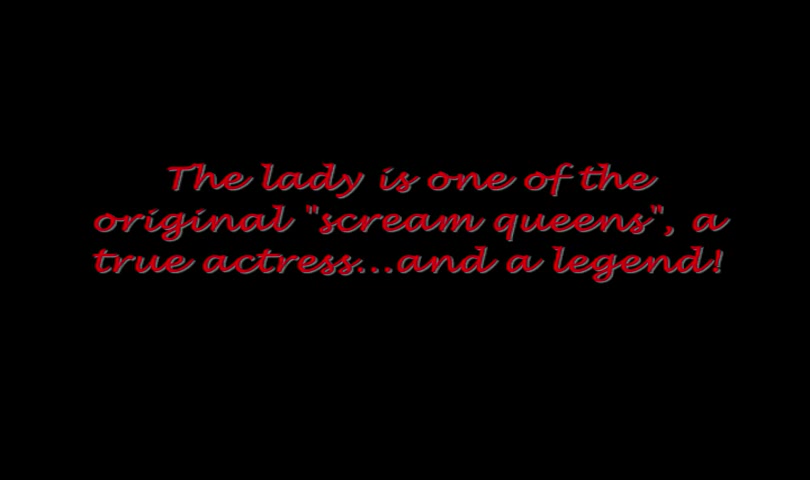 The lady is one of the
original "scream queens", a
true actress...and a legend!